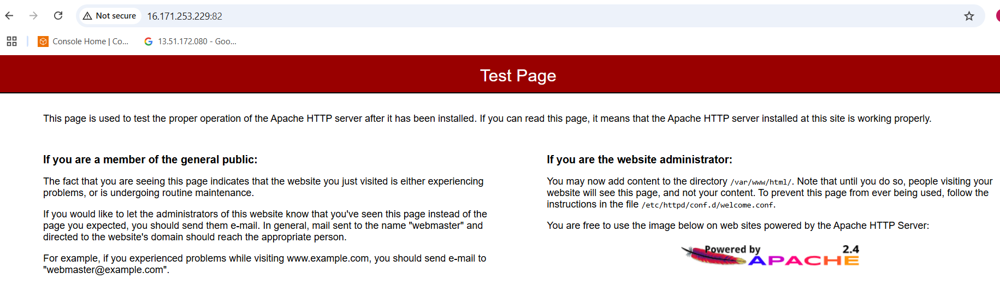 Not secure 16.171.253.229:82
Console Home | Co... 13.51.172.080 - Goo...
Test Page
This page is used to test the proper operation of the Apache HTTP server after it has been installed. If you can read this page, it means that the Apache HTTP server installed at this site is working properly.
If you are a member of the general public:
The fact that you are seeing this page indicates that the website you just visited is either experiencing
problems, or is undergoing routine maintenance.
If you would like to let the administrators of this website know that you've seen this page instead of the
page you expected, you should send them e-mail. In general, mail sent to the name "webmaster" and
directed to the website's domain should reach the appropriate person.
For example, if you experienced problems while visiting www.example.com, you should send e-mail to
"webmaster@example.com".
If you are the website administrator:
You may now add content to the directory /var/www/html/. Note that until you do so, people visiting your
website will see this page, and not your content. To prevent this page from ever being used, follow the
instructions in the file /etc/httpd/conf.d/welcome.conf.
You are free to use the image below on web sites powered by the Apache HTTP Server:
Powered by 2.4
APACHE